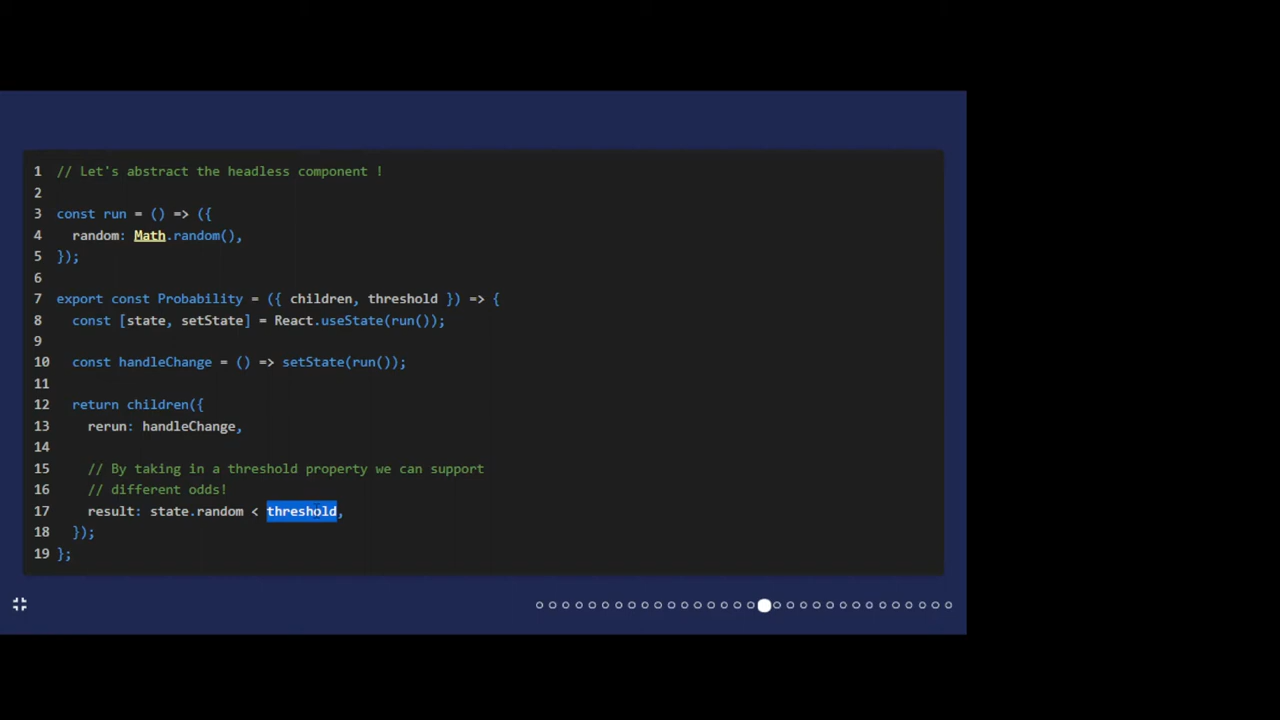 1 // Let's abstract the headless component !
2
3 const run = () => ({
4   random: Math.random(),
5 });
6
7 export const Probability = ({ children, threshold }) => {
8   const [state, setState] = React.useState(run());
9
10   const handleChange = () => setState(run());
11
12   return children({
13     rerun: handleChange,
14
15     // By taking in a threshold property we can support
16     // different odds!
17     result: state.random < threshold,
18   });
19 };